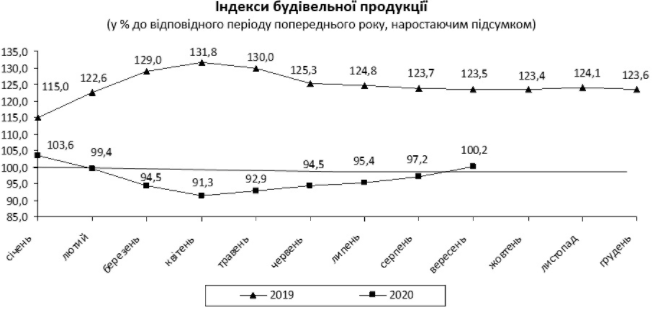 Індекси будівельної продукції
(у % до відповідного періоду попереднього року, наростаючим підсумком)
135,0
130,0
125,0
120,0
115,0
110,0
105,0
100,0
95,0
90,0
85,0
115,0
122,6
129,0
131,8
130,0
125,3
124,8
123,7
123,5
123,4
124,1
123,6
103,6
99,4
94,5
91,3
92,9
94,5
95,4
97,2
100,2
січень
лютий
березень
квітень
травень
червень
липень
серпень
вересень
жовтень
листопад
грудень
2019
2020